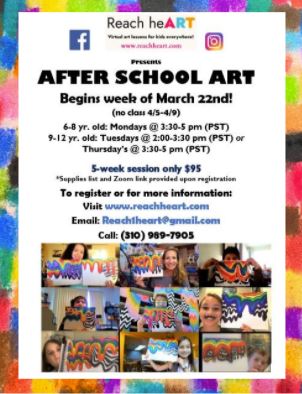 Reach heART
Virtual art lessons for kids everywhere!
www.reachheart.com
Presents
AFTER SCHOOL ART
Begins week of March 22nd!
(no class 4/5-4/9)
6-8 yr. old: Mondays @ 3:30-5 pm (PST)
9-12 yr. old: Tuesdays @ 2:00-3:30 pm (PST) or
Thursday's @ 3:30-5 pm (PST)
5-week session only $95
*Supplies list and Zoom link provided upon registration
To register or for more information:
Visit www.reachheart.com
Email: Reach1heart@gmail.com
Call: (310) 989-7905